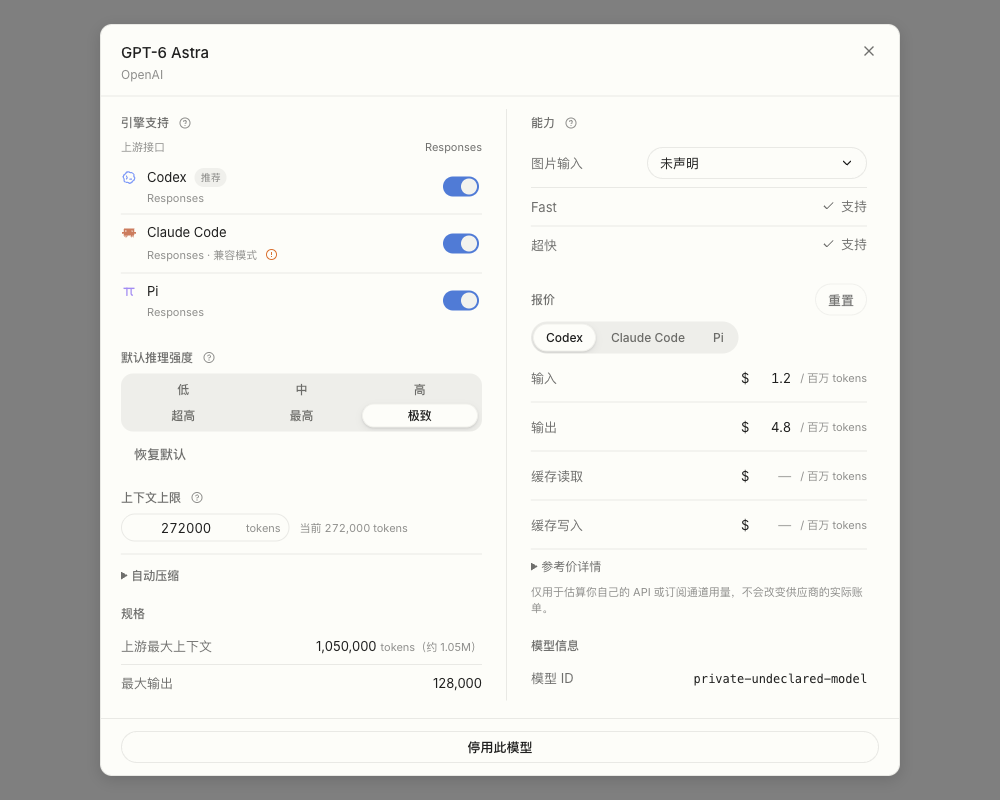 GPT-6 Astra
OpenAI
引擎支持
上游接口 Responses
Codex 推荐
Responses
Claude Code
Responses · 兼容模式
Pi
Responses
默认推理强度
低 中 高
超高 最高 极致
恢复默认
上下文上限
272000 tokens 当前 272,000 tokens
自动压缩
规格
上游最大上下文 1,050,000 tokens（约 1.05M）
最大输出 128,000
能力
图片输入 未声明
Fast 支持
超快 支持
报价 重置
Codex Claude Code Pi
输入 $ 1.2 / 百万 tokens
输出 $ 4.8 / 百万 tokens
缓存读取 $ — / 百万 tokens
缓存写入 $ — / 百万 tokens
参考价详情
仅用于估算你自己的 API 或订阅通道用量，不会改变供应商的实际账
单。
模型信息
模型 ID private-undeclared-model
停用此模型